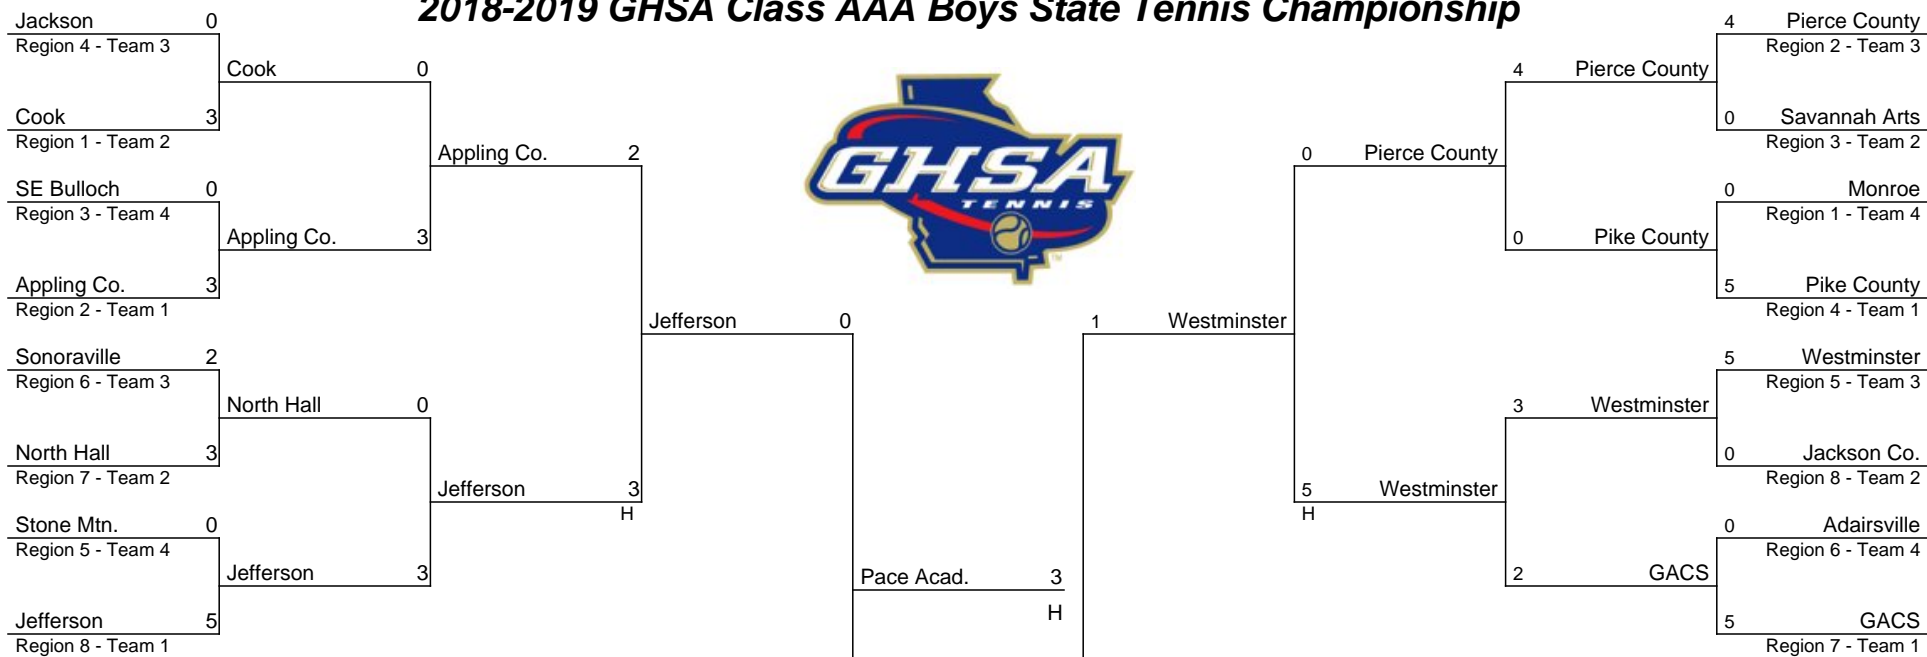 2018-2019 GHSA Class AAA Boys State Tennis Championship
Jackson 0
Region 4 - Team 3
Cook 0
Cook 3
Region 1 - Team 2
Appling Co. 2
SE Bulloch 0
Region 3 - Team 4
Appling Co. 3
Appling Co. 3
Region 2 - Team 1
Jefferson 0
Sonoraville 2
Region 6 - Team 3
North Hall 0
North Hall 3
Region 7 - Team 2
Jefferson 3
H
Stone Mtn. 0
Region 5 - Team 4
Jefferson 3
Jefferson 5
Region 8 - Team 1
Pace Acad. 3
H
GHSA
TENNIS
TM
4 Pierce County
Region 2 - Team 3
4 Pierce County
0 Savannah Arts
Region 3 - Team 2
0 Pierce County
0 Monroe
Region 1 - Team 4
0 Pike County
5 Pike County
Region 4 - Team 1
1 Westminster
5 Westminster
Region 5 - Team 3
3 Westminster
0 Jackson Co.
Region 8 - Team 2
5 Westminster
H
0 Adairsville
Region 6 - Team 4
2 GACS
5 GACS
Region 7 - Team 1